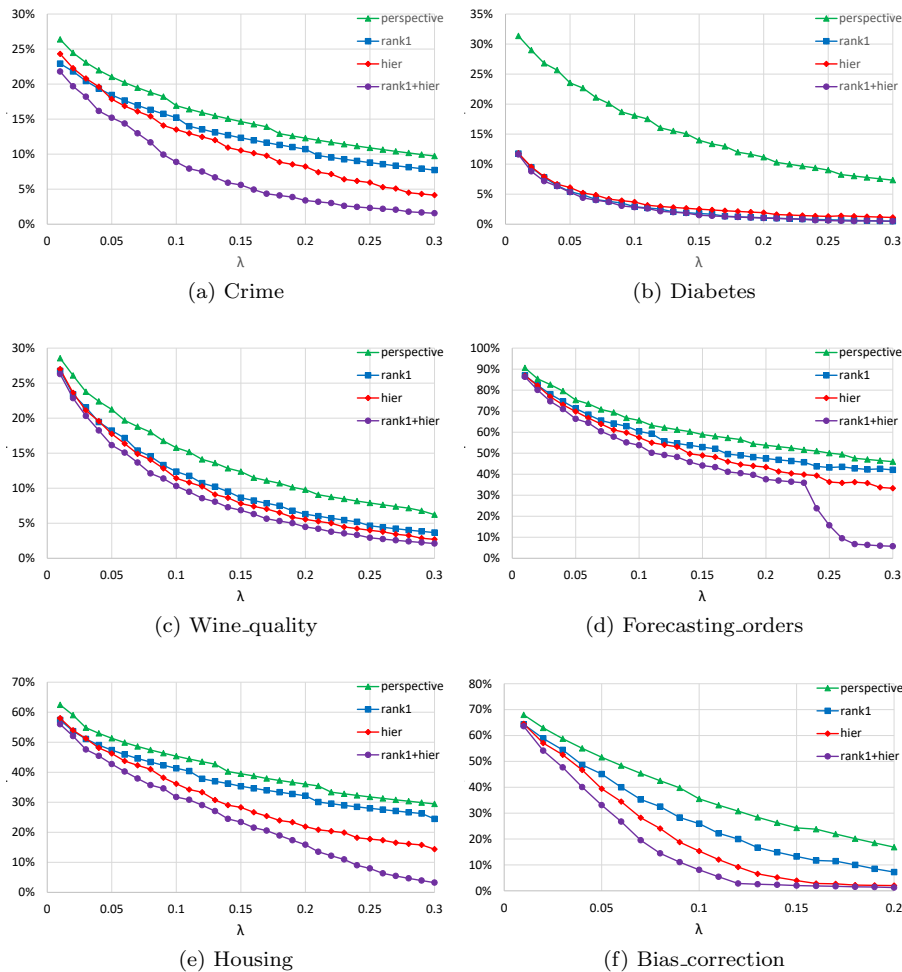 30%
25%
20%
15%
10%
5%
0%
0
0.05
0.1
0.15
0.2
0.25
0.3
λ
perspective
rank1
hier
rank1+hier
(a) Crime
35%
30%
25%
20%
15%
10%
5%
0%
0
0.05
0.1
0.15
0.2
0.25
0.3
λ
perspective
rank1
hier
rank1+hier
(b) Diabetes
30%
25%
20%
15%
10%
5%
0%
0
0.05
0.1
0.15
0.2
0.25
0.3
λ
perspective
rank1
hier
rank1+hier
(c) Wine_quality
100%
90%
80%
70%
60%
50%
40%
30%
20%
10%
0%
0
0.05
0.1
0.15
0.2
0.25
0.3
λ
perspective
rank1
hier
rank1+hier
(d) Forecasting_orders
70%
60%
50%
40%
30%
20%
10%
0%
0
0.05
0.1
0.15
0.2
0.25
0.3
λ
perspective
rank1
hier
rank1+hier
(e) Housing
80%
70%
60%
50%
40%
30%
20%
10%
0%
0
0.05
0.1
0.15
0.2
λ
perspective
rank1
hier
rank1+hier
(f) Bias_correction